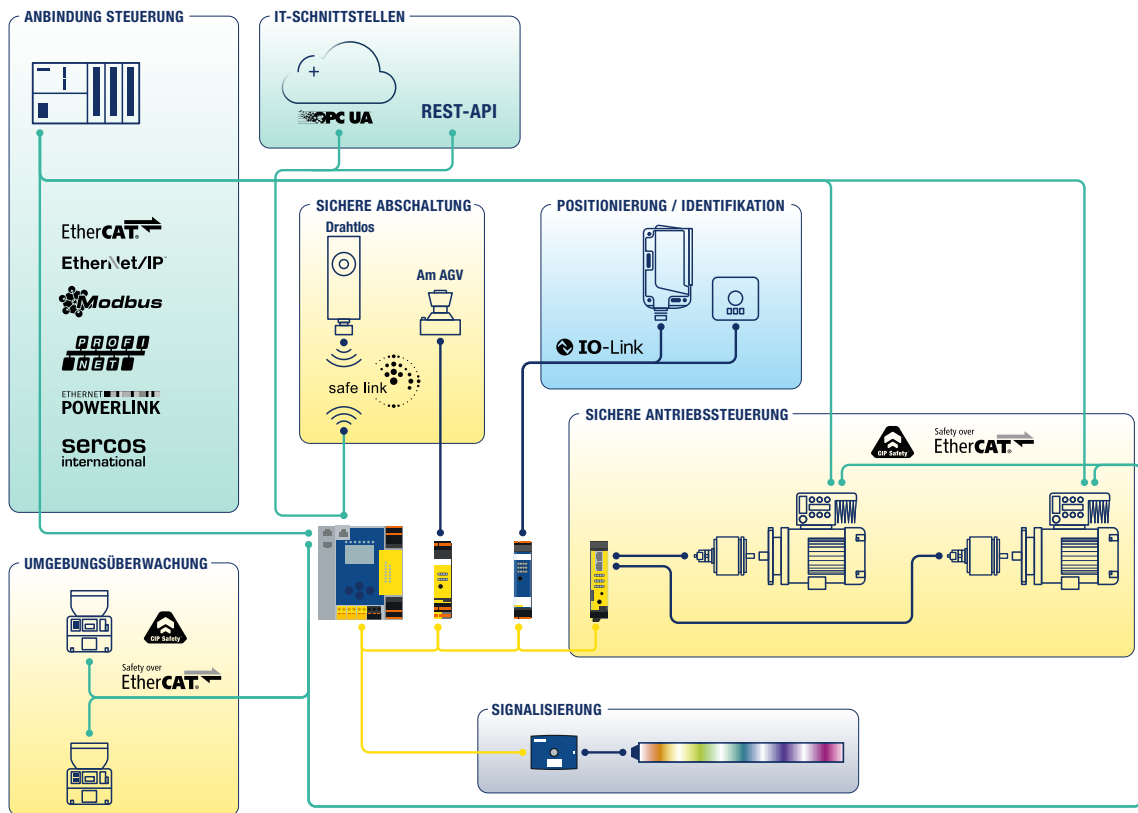 ANBINDUNG STEUERUNG
EtherCAT®
EtherNet/IP™
Modbus
PROFI
NET
ETHERNET
POWERLINK
sercos
international
IT-SCHNITTSTELLEN
OPC UA
REST-API
SICHERE ABSCHALTUNG
Drahtlos
Am AGV
safe link
POSITIONIERUNG / IDENTIFIKATION
IO-Link
SICHERE ANTRIEBSSTEUERUNG
CIP Safety
Safety over
EtherCAT®
UMGEBUNGSÜBERWACHUNG
CIP Safety
Safety over
EtherCAT®
SIGNALISIERUNG